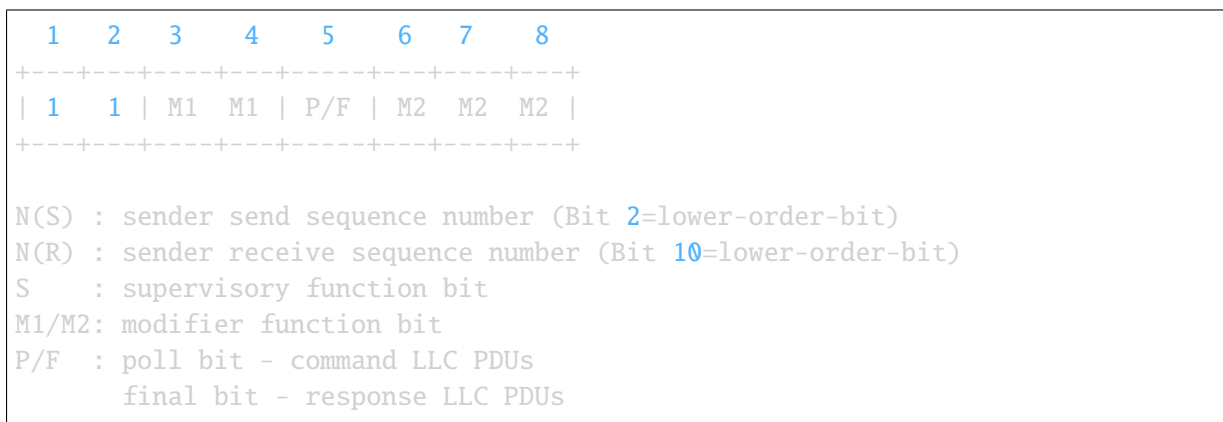 1   2   3    4    5    6   7    8
+---+---+----+---+-----+---+----+---+
| 1   1 | M1  M1 | P/F | M2  M2  M2 |
+---+---+----+---+-----+---+----+---+
N(S) : sender send sequence number (Bit 2=lower-order-bit)
N(R) : sender receive sequence number (Bit 10=lower-order-bit)
S    : supervisory function bit
M1/M2: modifier function bit
P/F  : poll bit - command LLC PDUs
       final bit - response LLC PDUs